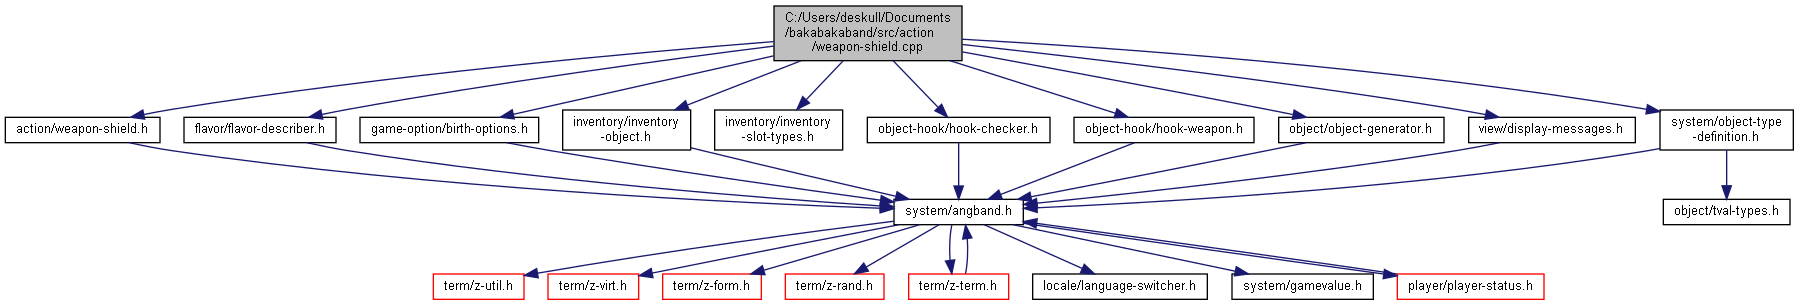 C:/Users/deskull/Documents
/bakabakaband/src/action
/weapon-shield.cpp
action/weapon-shield.h
flavor/flavor-describer.h
game-option/birth-options.h
inventory/inventory
-object.h
inventory/inventory
-slot-types.h
object-hook/hook-checker.h
object-hook/hook-weapon.h
object/object-generator.h
view/display-messages.h
system/object-type
-definition.h
system/angband.h
object/tval-types.h
term/z-util.h
term/z-virt.h
term/z-form.h
term/z-rand.h
term/z-term.h
locale/language-switcher.h
system/gamevalue.h
player/player-status.h